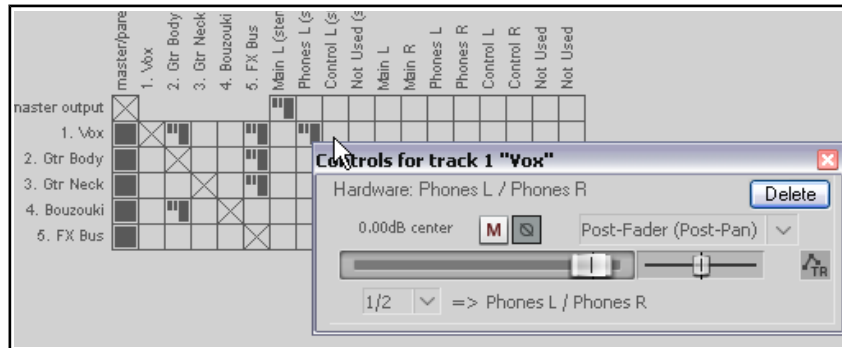 master/pare
1. Vox
2. Gtr Body
3. Gtr Neck
4. Bouzouki
5. FX Bus
Main L (ster
Phones L (s
Control L (s
Not Used (s
Main L
Main R
Phones L
Phones R
Control L
Control R
Not Used
Not Used
naster output
1. Vox
2. Gtr Body
3. Gtr Neck
4. Bouzouki
5. FX Bus
Controls for track 1 "Vox"
Hardware: Phones L / Phones R
Delete
0.00dB center
M
Post-Fader (Post-Pan)
TR
1/2
=> Phones L / Phones R